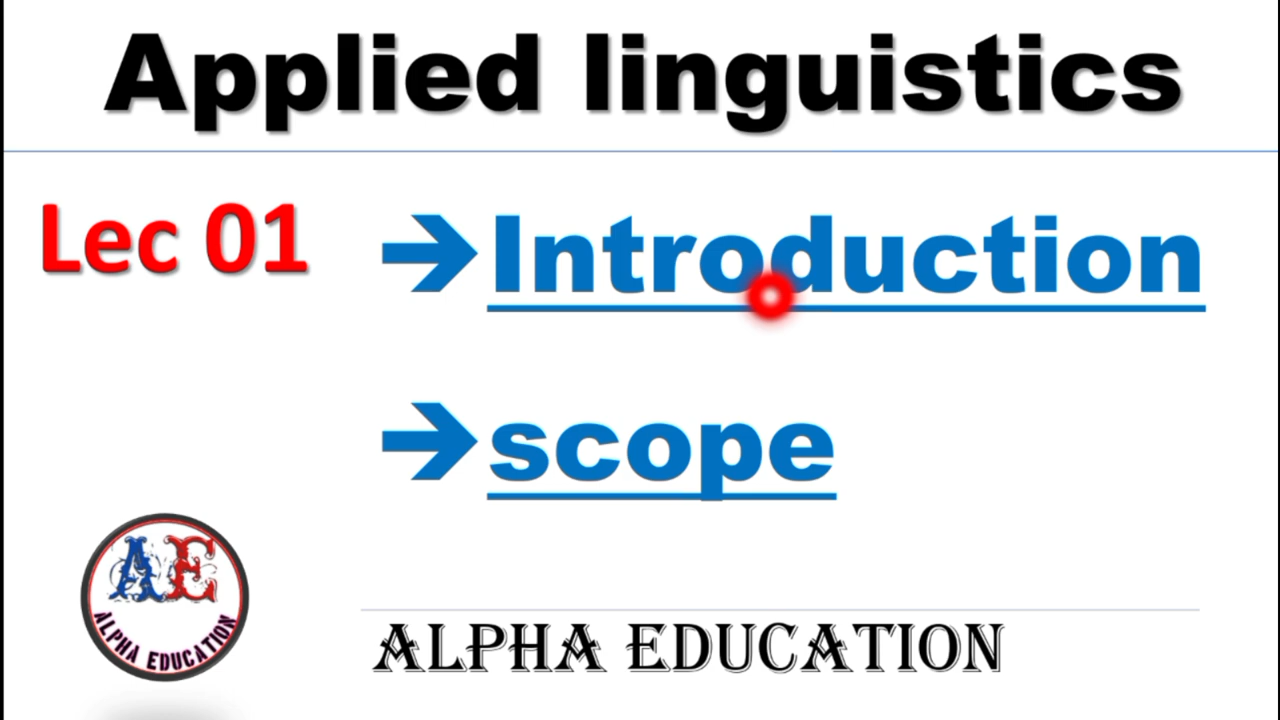 Applied linguistics
Lec 01
→Introduction
→scope
AE
ALPHA EDUCATION
ALPHA EDUCATION